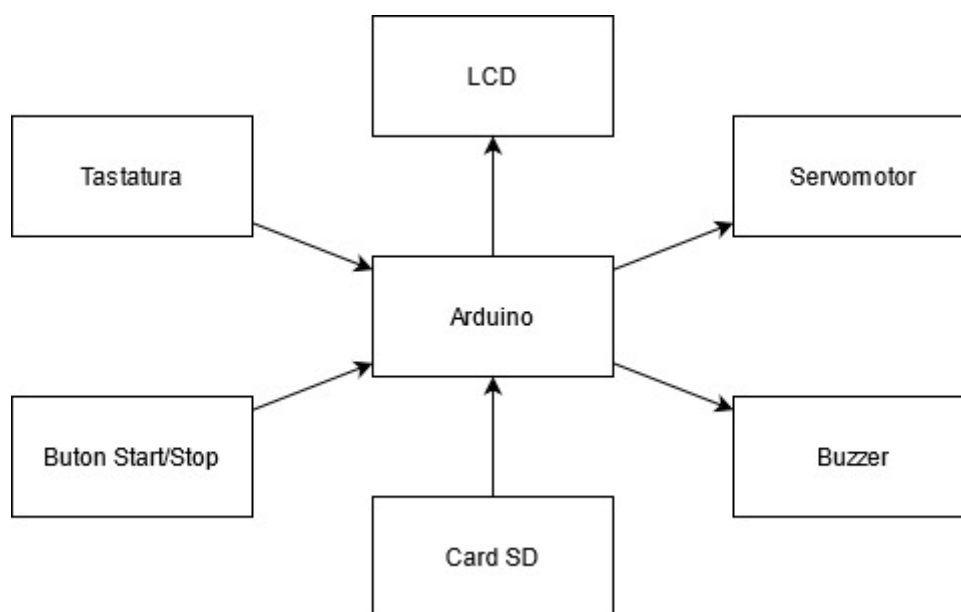 LCD
Tastatura
Servomotor
Arduino
Buton Start/Stop
Buzzer
Card SD